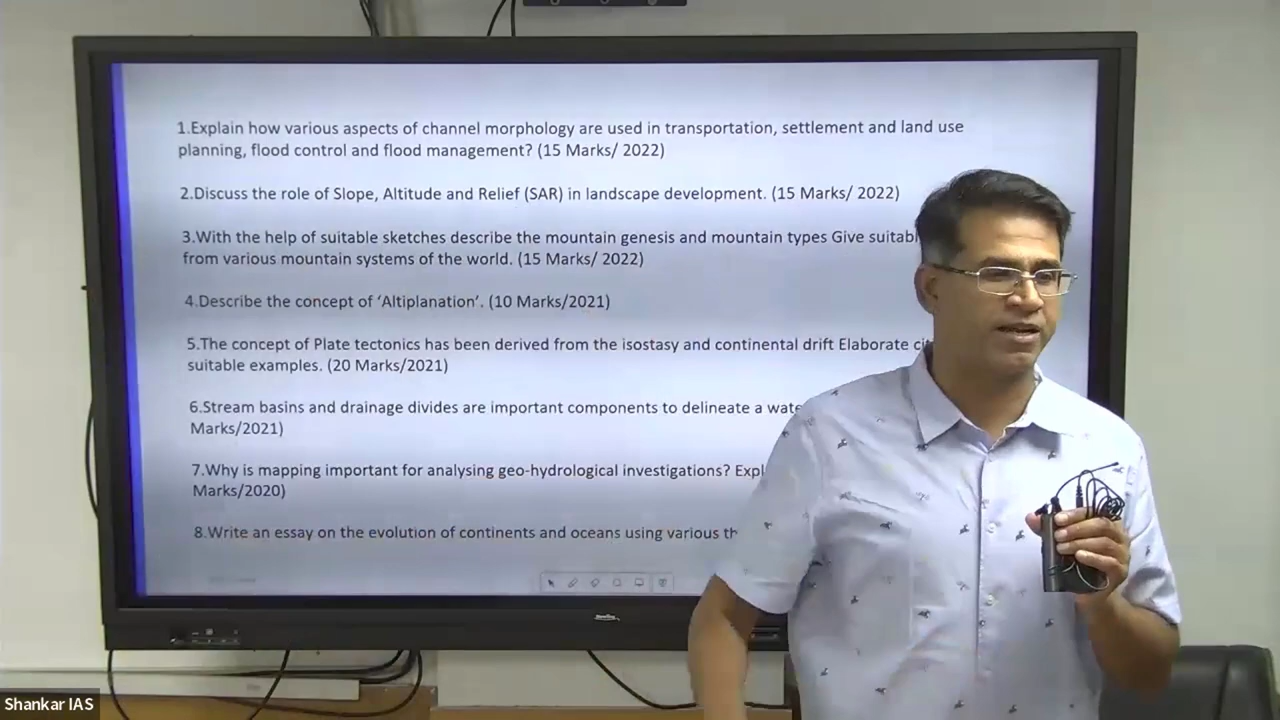 1.Explain how various aspects of channel morphology are used in transportation, settlement and land use
planning, flood control and flood management? (15 Marks/ 2022)
2.Discuss the role of Slope, Altitude and Relief (SAR) in landscape development. (15 Marks/ 2022)
3.With the help of suitable sketches describe the mountain genesis and mountain types Give
from various mountain systems of the world. (15 Marks/ 2022)
4.Describe the concept of ‘Altiplanation’. (10 Marks/2021)
5.The concept of Plate tectonics has been derived from the isostasy and continental drift Elaborate
suitable examples. (20 Marks/2021)
6.Stream basins and drainage divides are important components to delineate a
Marks/2021)
7.Why is mapping important for analysing geo-hydrological investigations?
Marks/2020)
8.Write an essay on the evolution of continents and oceans using various
Shankar IAS